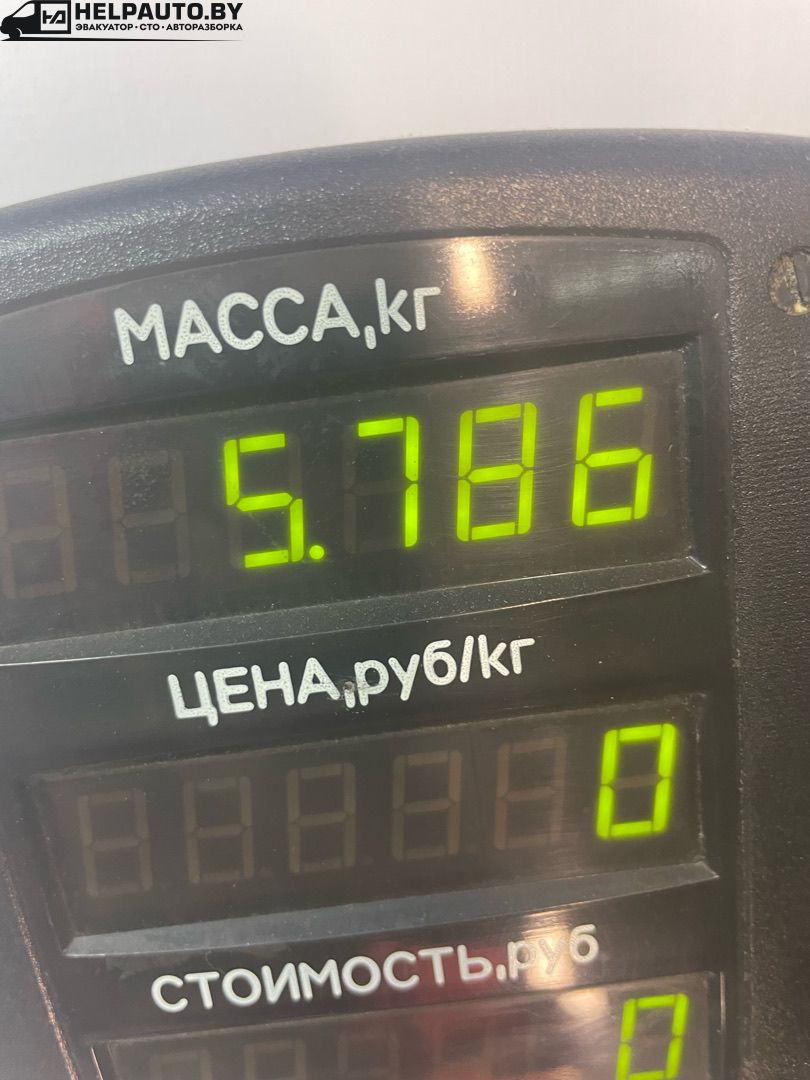 HELPAUTO.BY
ЭВАКУАТОР • СТО • АВТОРАЗБОРКА
МАССА,кг
5.786
ЦЕНА,руб/кг
0
СТОИМОСТЬ,руб
0